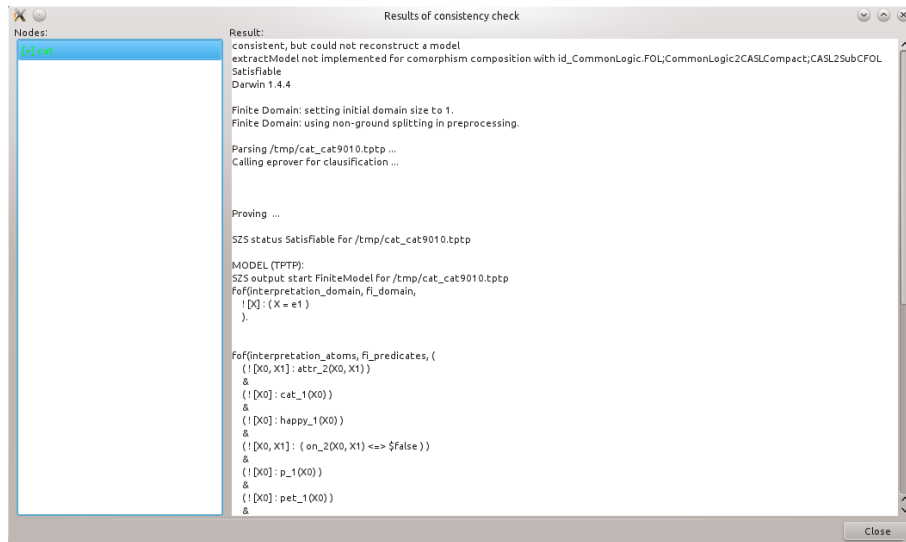 Results of consistency check
Nodes:
Result:
[+] cat
consistent, but could not reconstruct a model
extractModel not implemented for comorphism composition with id_CommonLogic.FOL;CommonLogic2CASLCompact;CASL2SubCFOL
Satisfiable
Darwin 1.4.4
Finite Domain: setting initial domain size to 1.
Finite Domain: using non-ground splitting in preprocessing.
Parsing /tmp/cat_cat9010.tptp ...
Calling eprover for clausification ...
Proving ...
SZS status Satisfiable for /tmp/cat_cat9010.tptp
MODEL (TPTP):
SZS output start FiniteModel for /tmp/cat_cat9010.tptp
fof(interpretation_domain, fi_domain,
! [X] : ( X = e1 )
).
fof(interpretation_atoms, fi_predicates, (
( ! [X0, X1] : attr_2(X0, X1) )
&
( ! [X0] : cat_1(X0) )
&
( ! [X0] : happy_1(X0) )
&
( ! [X0, X1] : ( on_2(X0, X1) <=> $false ) )
&
( ! [X0] : p_1(X0) )
&
( ! [X0] : pet_1(X0) )
&
Close